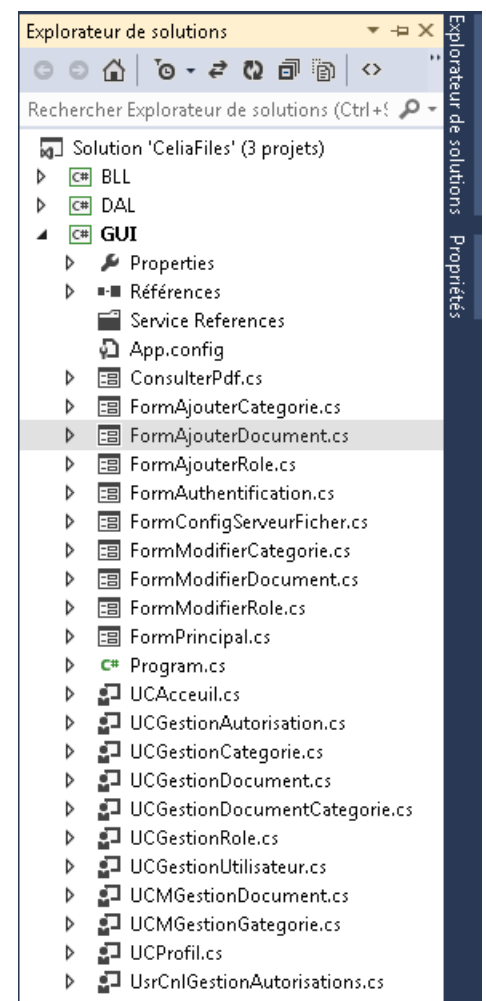 Explorateur de solutions
Rechercher Explorateur de solutions (Ctrl+$
Solution 'CeliaFiles' (3 projets)
C# BLL
C# DAL
C# GUI
Properties
Références
Service References
App.config
ConsulterPdf.cs
FormAjouterCategorie.cs
FormAjouterDocument.cs
FormAjouterRole.cs
FormAuthentification.cs
FormConfigServeurFicher.cs
FormModifierCategorie.cs
FormModifierDocument.cs
FormModifierRole.cs
FormPrincipal.cs
C# Program.cs
UCAcceuil.cs
UCGestionAutorisation.cs
UCGestionCategorie.cs
UCGestionDocument.cs
UCGestionDocumentCategorie.cs
UCGestionRole.cs
UCGestionUtilisateur.cs
UCMGestionDocument.cs
UCMGestionGategorie.cs
UCProfil.cs
UsrCnlGestionAutorisations.cs
Explorateur de solutions
Propriétés